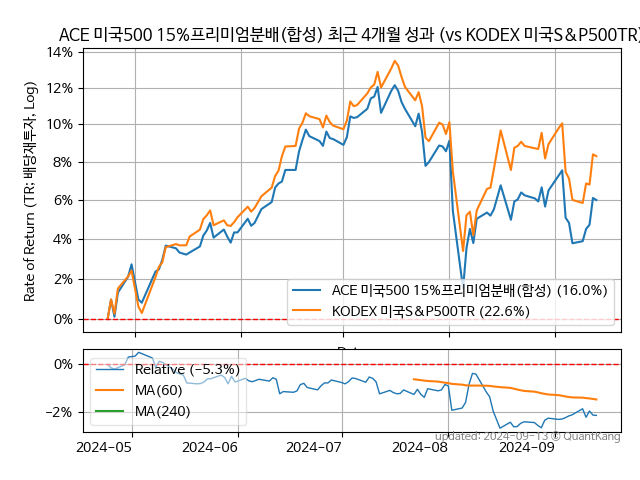 ACE 미국500 15%프리미엄분배(합성) 최근 4개월 성과 (vs KODEX 미국S&P500TR)
14%
12%
10%
8%
6%
4%
2%
0%
Rate of Return (TR: 배당재투자, Log)
ACE 미국500 15%프리미엄분배(합성) (16.0%)
KODEX 미국S&P500TR (22.6%)
0%
−2%
Relative (−5.3%)
MA(60)
MA(240)
2024-05
2024-06
2024-07
2024-08
2024-09
updated: 2024-09-13 © QuantKang